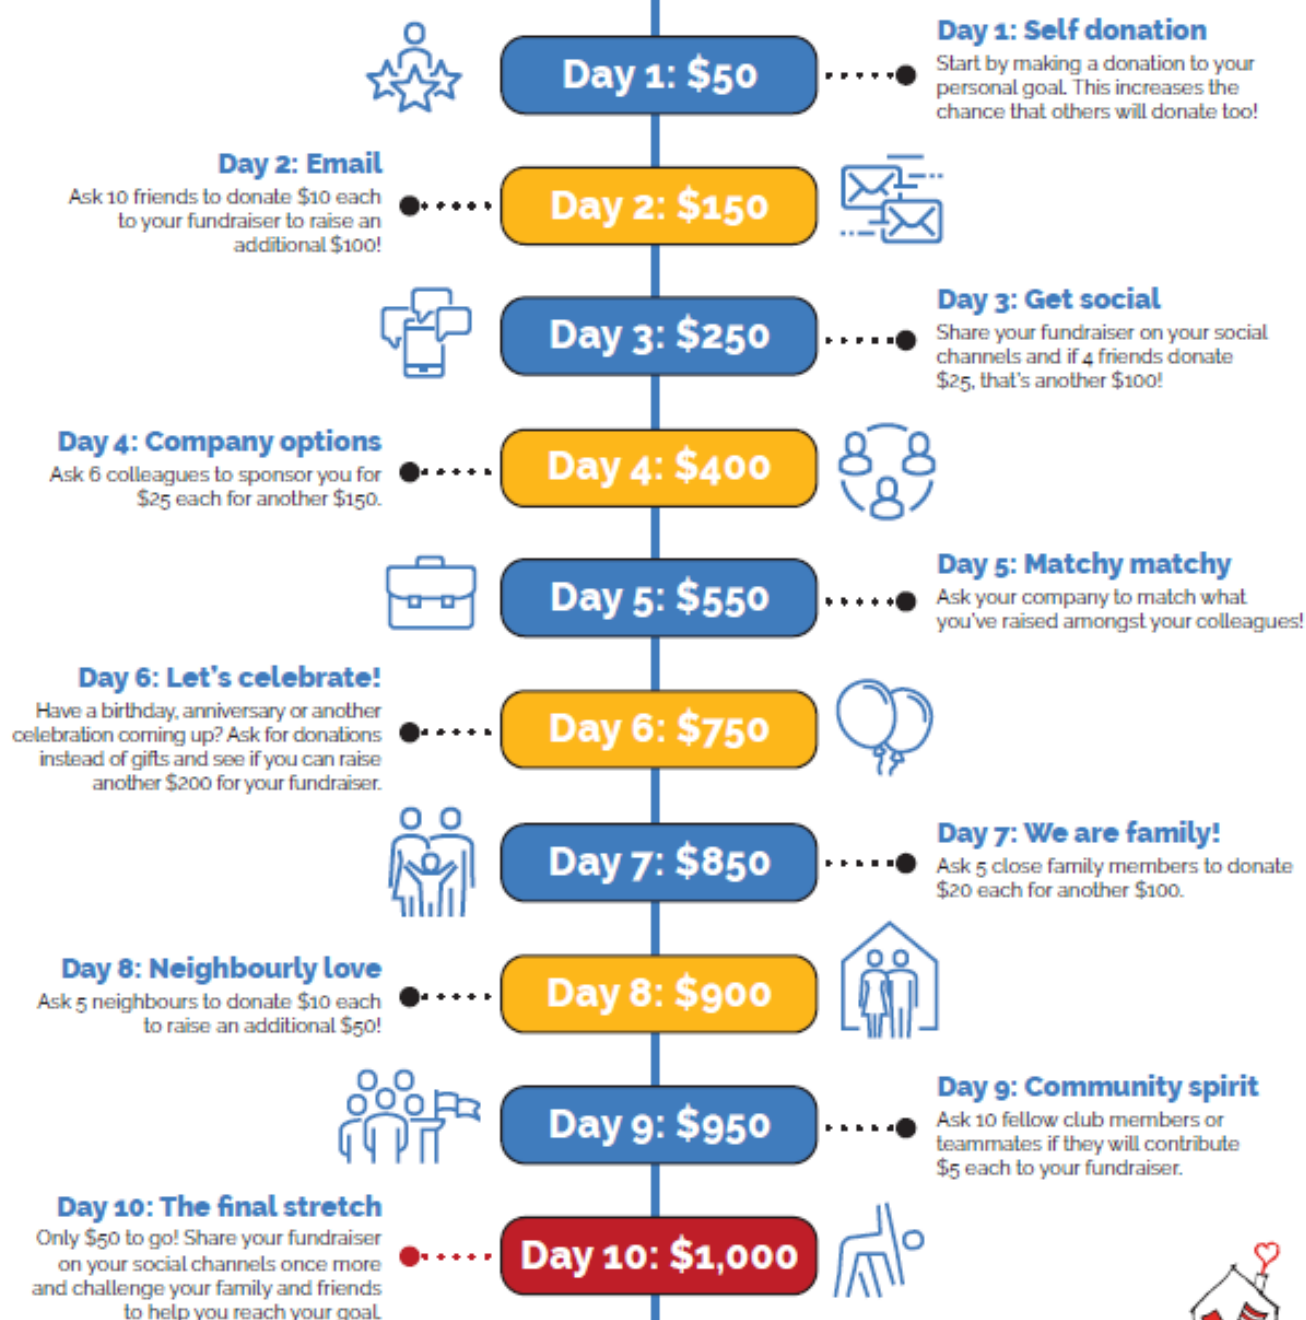 Day 1: $50
Day 1: Self donation
Start by making a donation to your
personal goal. This increases the
chance that others will donate too!
Day 2: Email
Ask 10 friends to donate $10 each
to your fundraiser to raise an
additional $100!
Day 2: $150
Day 3: $250
Day 3: Get social
Share your fundraiser on your social
channels and if 4 friends donate
$25, that's another $100!
Day 4: Company options
Ask 6 colleagues to sponsor you for
$25 each for another $150.
Day 4: $400
Day 5: $550
Day 5: Matchy matchy
Ask your company to match what
you've raised amongst your colleagues!
Day 6: Let's celebrate!
Have a birthday, anniversary or another
celebration coming up? Ask for donations
instead of gifts and see if you can raise
another $200 for your fundraiser.
Day 6: $750
Day 7: $850
Day 7: We are family!
Ask 5 close family members to donate
$20 each for another $100.
Day 8: Neighbourly love
Ask 5 neighbours to donate $10 each
to raise an additional $50!
Day 8: $900
Day 9: $950
Day 9: Community spirit
Ask 10 fellow club members or
teammates if they will contribute
$5 each to your fundraiser.
Day 10: The final stretch
Only $50 to go! Share your fundraiser
on your social channels once more
and challenge your family and friends
to help you reach your goal.
Day 10: $1,000